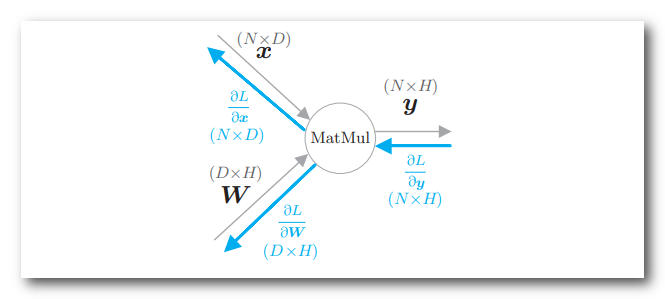 (N×D)
x
(N×H)
y
∂L
∂x
(N×D)
MatMul
∂L
∂y
(N×H)
(D×H)
W
∂L
∂W
(D×H)